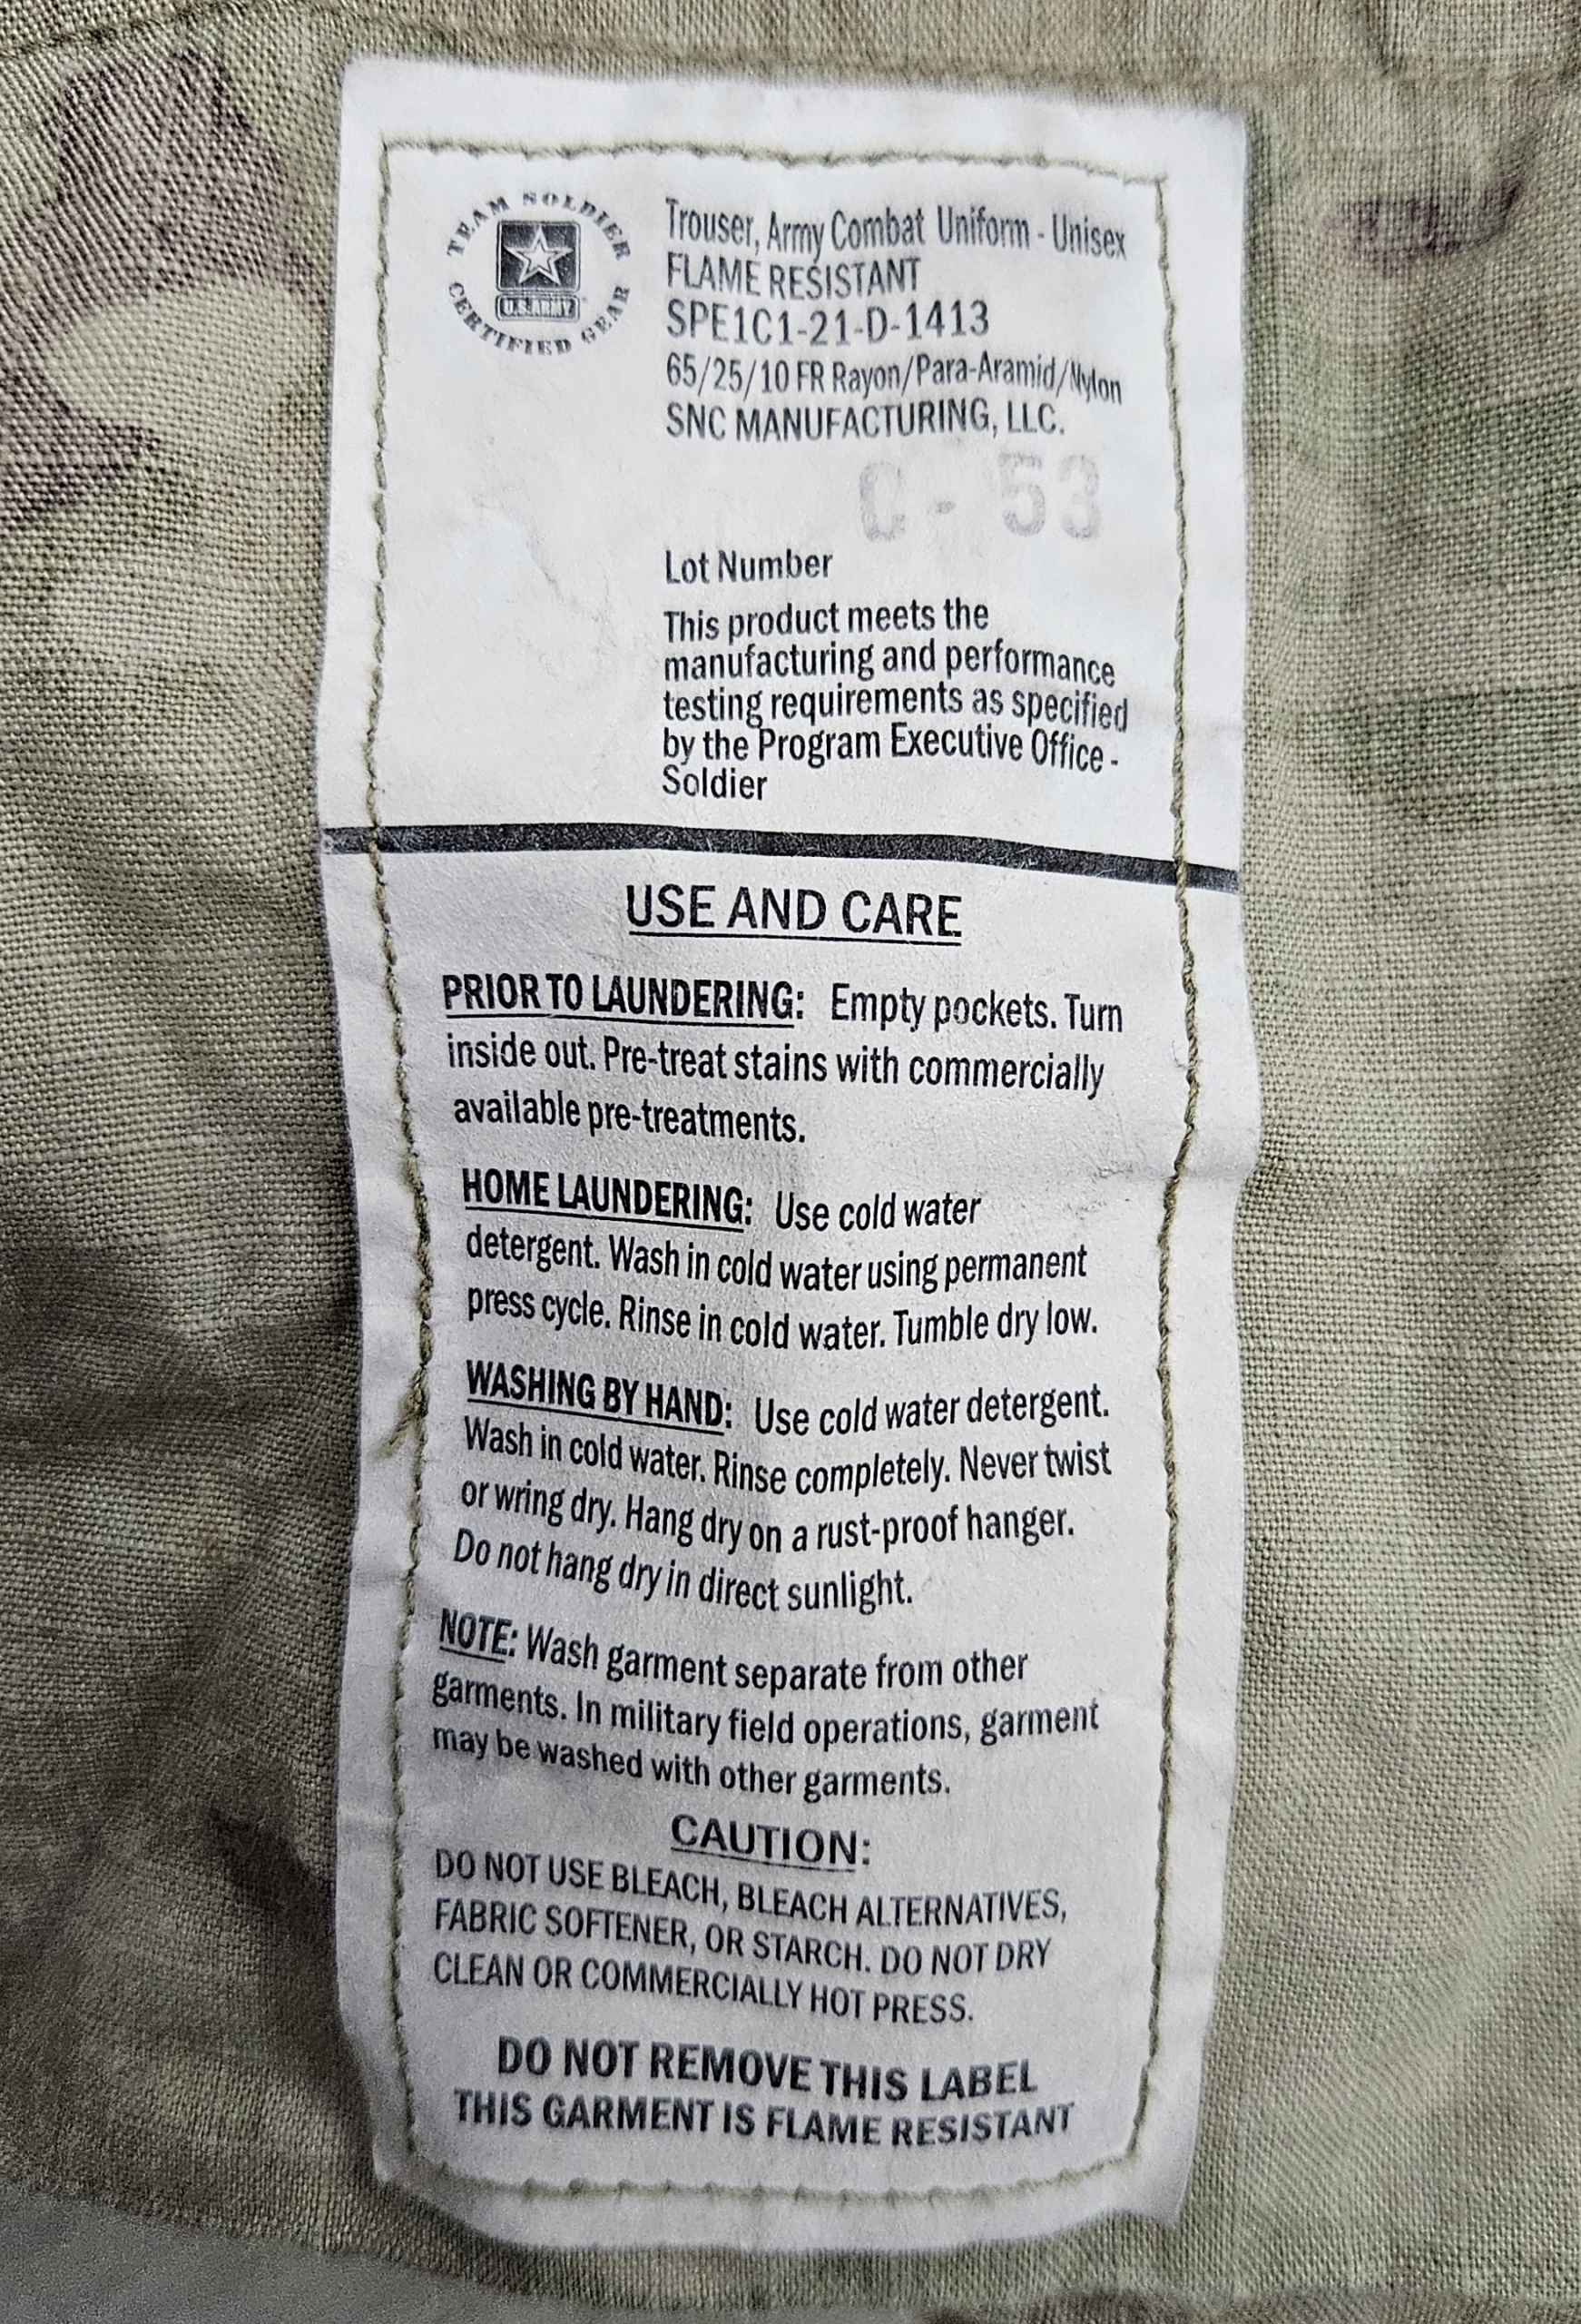 TEAM SOLDIER
U.S.ARMY
CERTIFIED GEAR
Trouser, Army Combat Uniform - Unisex
FLAME RESISTANT
SPE1C1-21-D-1413
65/25/10 FR Rayon/Para-Aramid/Nylon
SNC MANUFACTURING, LLC.
C - 53
Lot Number
This product meets the
manufacturing and performance
testing requirements as specified
by the Program Executive Office -
Soldier
USE AND CARE
PRIOR TO LAUNDERING: Empty pockets. Turn
inside out. Pre-treat stains with commercially
available pre-treatments.
HOME LAUNDERING: Use cold water
detergent. Wash in cold water using permanent
press cycle. Rinse in cold water. Tumble dry low.
WASHING BY HAND: Use cold water detergent.
Wash in cold water. Rinse completely. Never twist
or wring dry. Hang dry on a rust-proof hanger.
Do not hang dry in direct sunlight.
NOTE: Wash garment separate from other
garments. In military field operations, garment
may be washed with other garments.
CAUTION:
DO NOT USE BLEACH, BLEACH ALTERNATIVES,
FABRIC SOFTENER, OR STARCH. DO NOT DRY
CLEAN OR COMMERCIALLY HOT PRESS.
DO NOT REMOVE THIS LABEL
THIS GARMENT IS FLAME RESISTANT